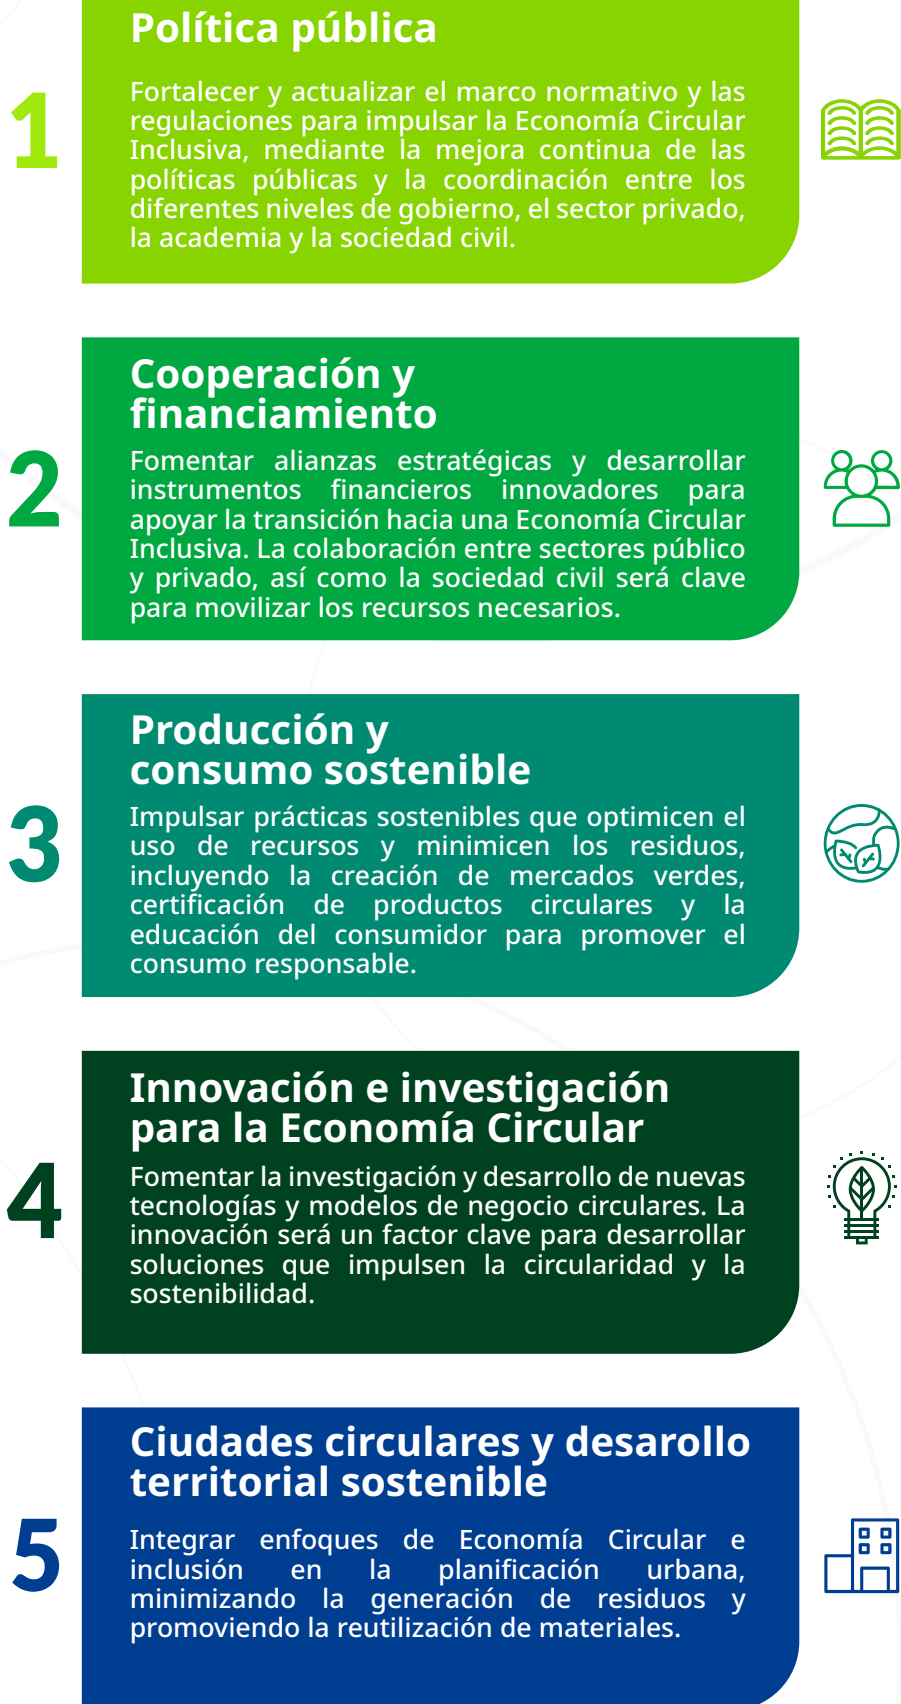 Política pública
1
Fortalecer y actualizar el marco normativo y las
regulaciones para impulsar la Economía Circular
Inclusiva, mediante la mejora continua de las
políticas públicas y la coordinación entre los
diferentes niveles de gobierno, el sector privado,
la academia y la sociedad civil.
Cooperación y
financiamiento
2
Fomentar alianzas estratégicas y desarrollar
instrumentos financieros innovadores para
apoyar la transición hacia una Economía Circular
Inclusiva. La colaboración entre sectores público
y privado, así como la sociedad civil será clave
para movilizar los recursos necesarios.
Producción y
consumo sostenible
3
Impulsar prácticas sostenibles que optimicen el
uso de recursos y minimicen los residuos,
incluyendo la creación de mercados verdes,
certificación de productos circulares y la
educación del consumidor para promover el
consumo responsable.
Innovación e investigación
para la Economía Circular
4
Fomentar la investigación y desarrollo de nuevas
tecnologías y modelos de negocio circulares. La
innovación será un factor clave para desarrollar
soluciones que impulsen la circularidad y la
sostenibilidad.
Ciudades circulares y desarollo
territorial sostenible
5
Integrar enfoques de Economía Circular e
inclusión en la planificación urbana,
minimizando la generación de residuos y
promoviendo la reutilización de materiales.